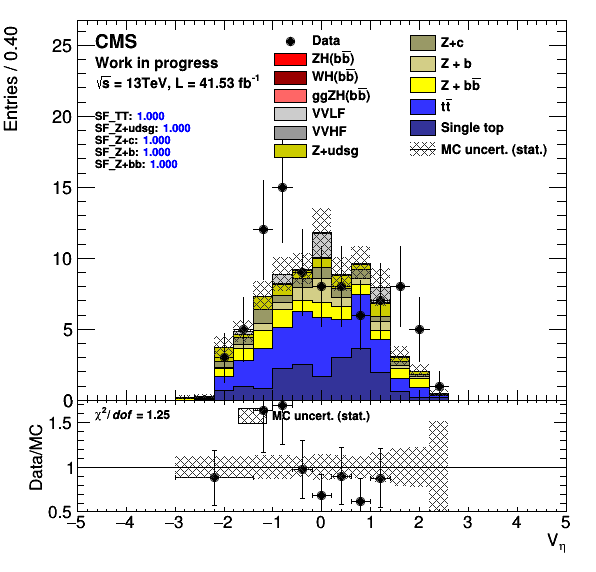 CMS
Work in progress
√s = 13TeV, L = 41.53 fb⁻¹
SF_TT: 1.000
SF_Z+udsg: 1.000
SF_Z+c: 1.000
SF_Z+b: 1.000
SF_Z+bb: 1.000
Data
ZH(bb̅)
WH(bb̅)
ggZH(bb̅)
VVLF
VVHF
Z+udsg
Z+c
Z + b
Z + bb̅
tt̅
Single top
MC uncert. (stat.)
Entries / 0.40
25
20
15
10
5
0
χ²/dof = 1.25
MC uncert. (stat.)
Data/MC
1.5
1
0.5
−5 −4 −3 −2 −1 0 1 2 3 4 5
V_η